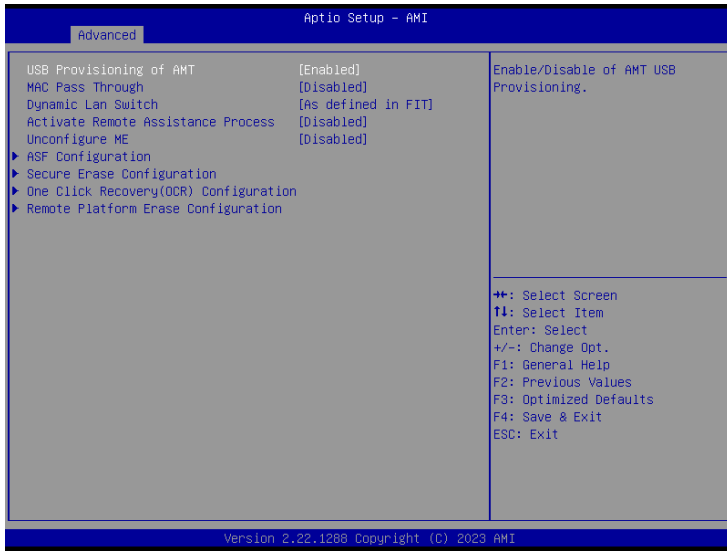 Aptio Setup - AMI
Advanced
USB Provisioning of AMT [Enabled]
MAC Pass Through [Disabled]
Dynamic Lan Switch [As defined in FIT]
Activate Remote Assistance Process [Disabled]
Unconfigure ME [Disabled]
ASF Configuration
Secure Erase Configuration
One Click Recovery(OCR) Configuration
Remote Platform Erase Configuration
Enable/Disable of AMT USB
Provisioning.
→←: Select Screen
↑↓: Select Item
Enter: Select
+/-: Change Opt.
F1: General Help
F2: Previous Values
F3: Optimized Defaults
F4: Save & Exit
ESC: Exit
Version 2.22.1288 Copyright (C) 2023 AMI